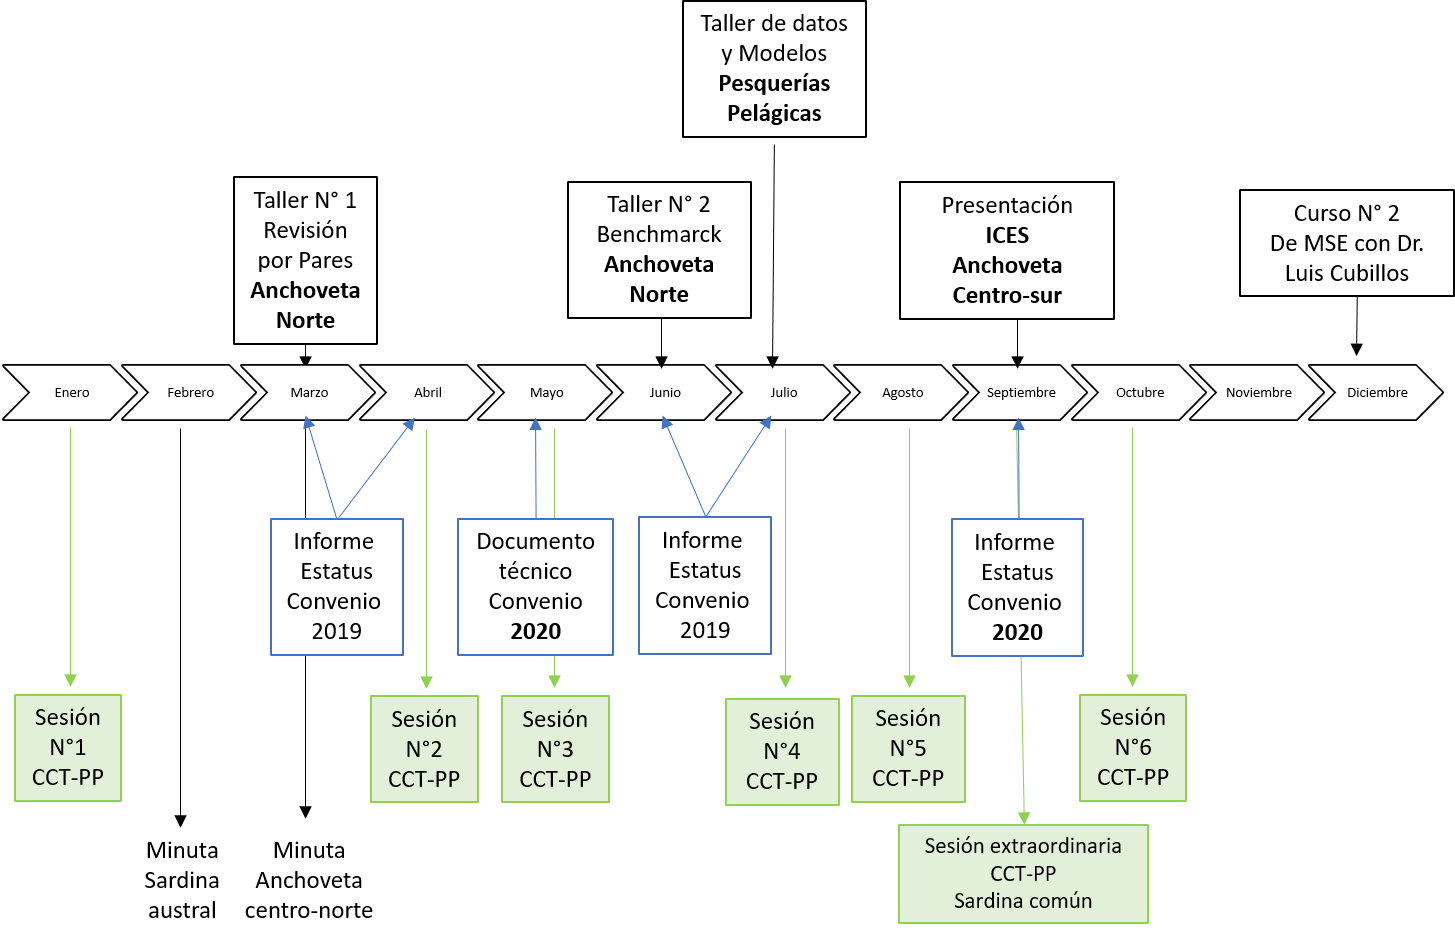 Taller de datos
y Modelos
Pesquerías
Pelágicas
Taller N° 1
Revisión
por Pares
Anchoveta
Norte
Taller N° 2
Benchmarck
Anchoveta
Norte
Presentación
ICES
Anchoveta
Centro-sur
Curso N° 2
De MSE con Dr.
Luis Cubillos
Enero
Febrero
Marzo
Abril
Mayo
Junio
Julio
Agosto
Septiembre
Octubre
Noviembre
Diciembre
Informe
Estatus
Convenio
2019
Documento
técnico
Convenio
2020
Informe
Estatus
Convenio
2019
Informe
Estatus
Convenio
2020
Sesión
N°1
CCT-PP
Sesión
N°2
CCT-PP
Sesión
N°3
CCT-PP
Sesión
N°4
CCT-PP
Sesión
N°5
CCT-PP
Sesión
N°6
CCT-PP
Minuta
Sardina
austral
Minuta
Anchoveta
centro-norte
Sesión extraordinaria
CCT-PP
Sardina común